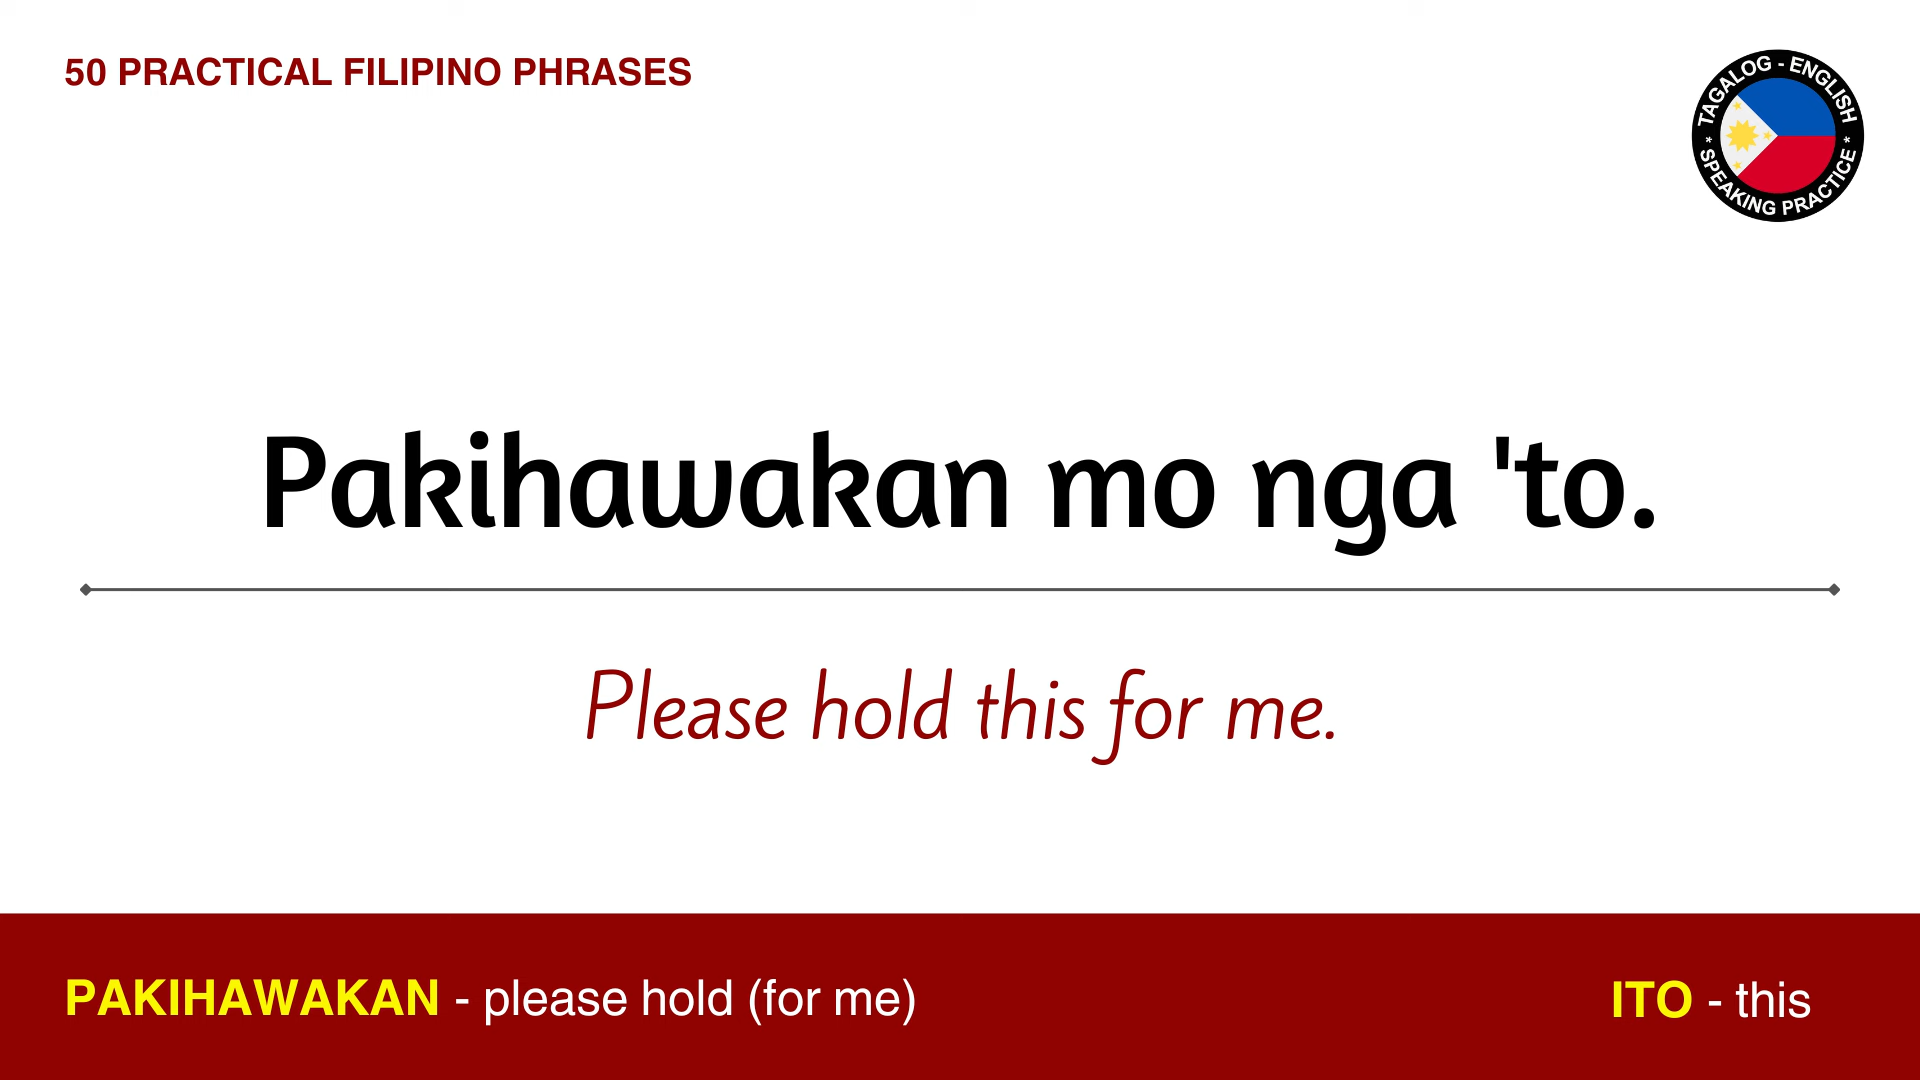 50 PRACTICAL FILIPINO PHRASES
TAGALOG - ENGLISH
* SPEAKING PRACTICE *
Pakihawakan mo nga 'to.
Please hold this for me.
PAKIHAWAKAN - please hold (for me)
ITO - this